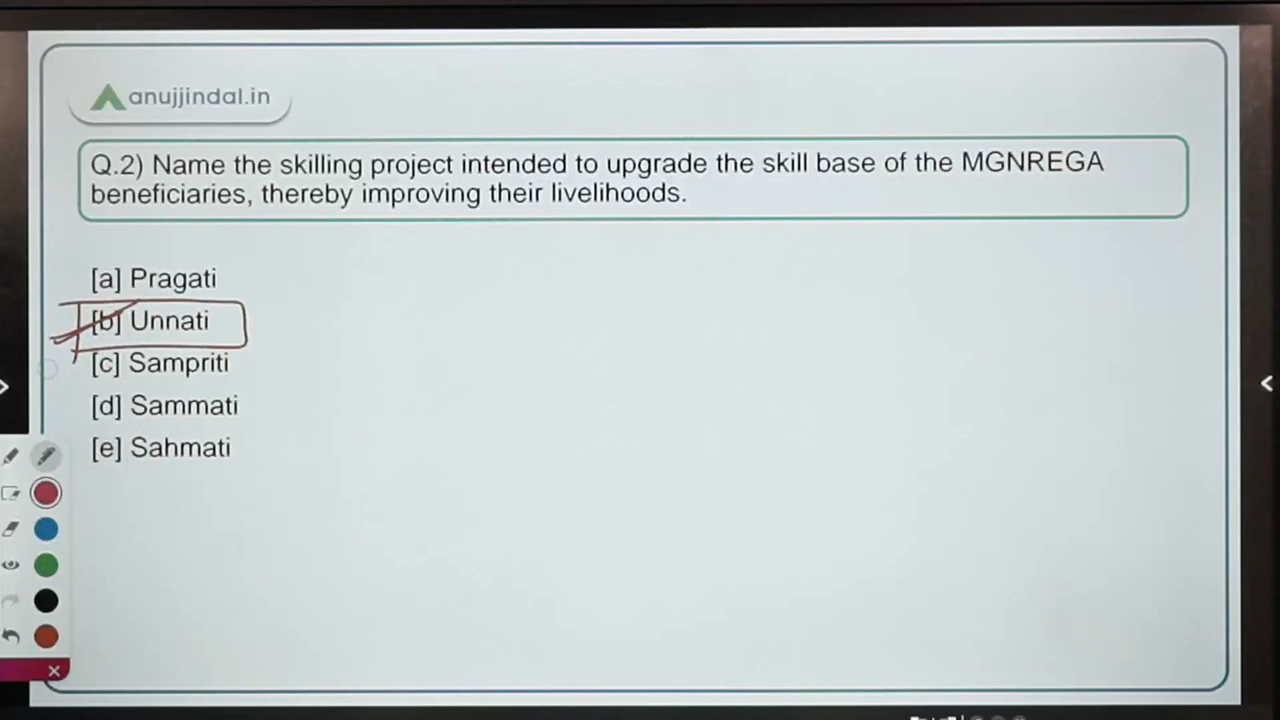 anujjindal.in
Q.2) Name the skilling project intended to upgrade the skill base of the MGNREGA
beneficiaries, thereby improving their livelihoods.
[a] Pragati
[b] Unnati
[c] Sampriti
[d] Sammati
[e] Sahmati